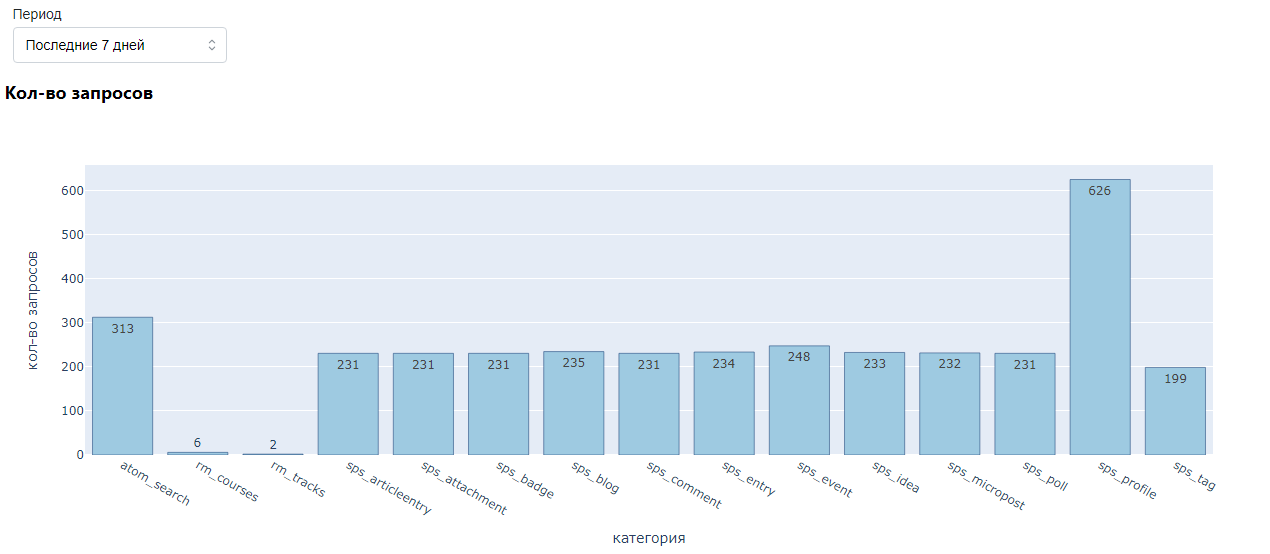 Период
Последние 7 дней
Кол-во запросов
кол-во запросов
600
500
400
300
200
100
0
313
6
2
231
231
231
235
231
234
248
233
232
231
626
199
atom_search
rm_courses
rm_tracks
sps_articleentry
sps_attachment
sps_badge
sps_blog
sps_comment
sps_entry
sps_event
sps_idea
sps_micropost
sps_poll
sps_profile
sps_tag
категория